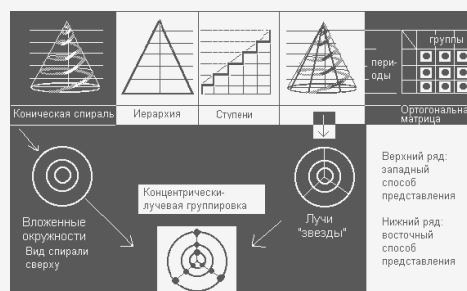 группы
пери-
оды
Коническая спираль
Иерархия
Ступени
Ортогональная
матрица
Концентрически-
лучевая группировка
Вложенные
окружности
Вид спирали
сверху
Лучи
"звезды"
Верхний ряд:
западный
способ
представления
Нижний ряд:
восточный
способ
представления